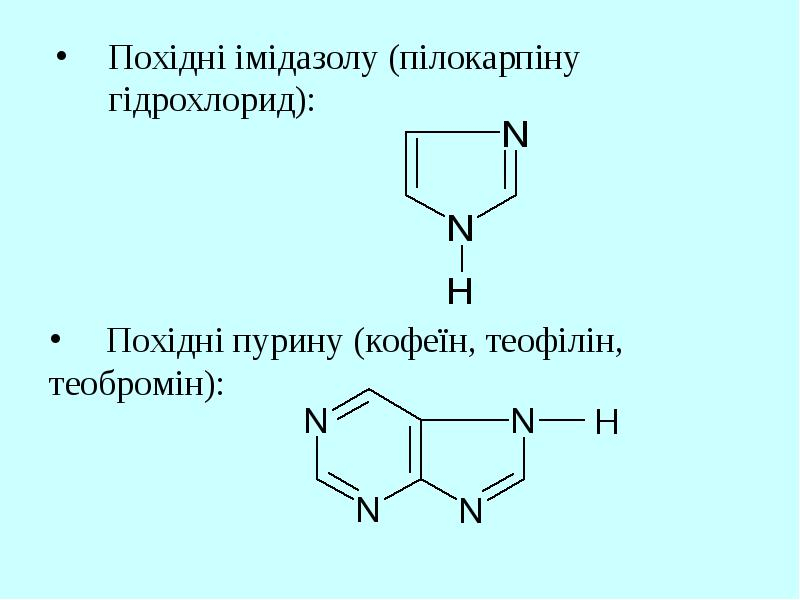 • Похідні імідазолу (пілокарпіну
гідрохлорид):
N
N
H
• Похідні пурину (кофеїн, теофілін,
теобромін):
N N H
N N